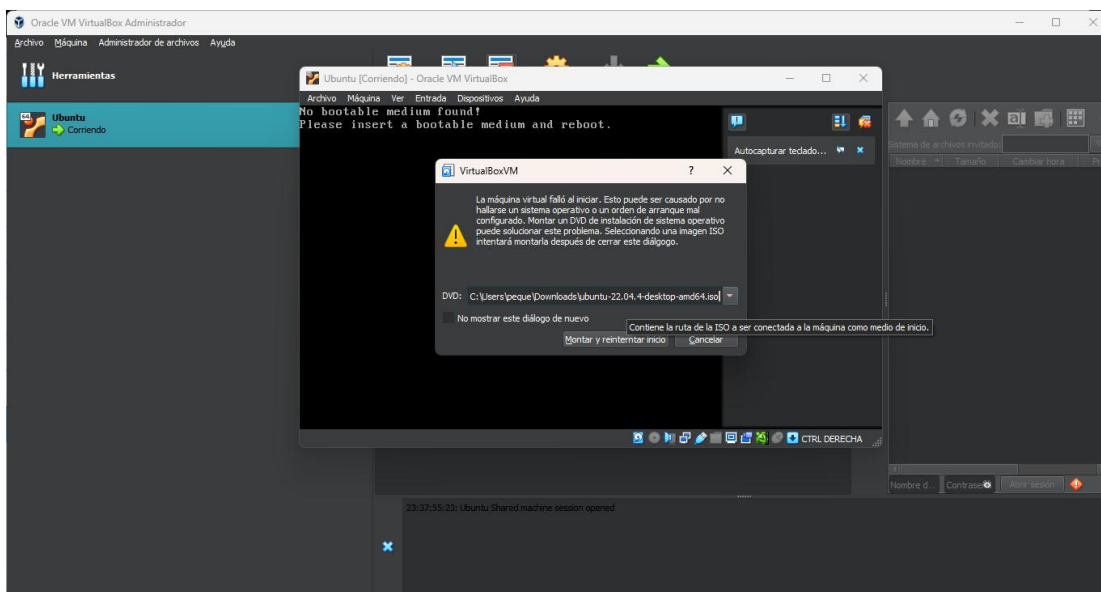 Oracle VM VirtualBox Administrador
Archivo Máquina Administrador de archivos Ayuda
Herramientas
64
Ubuntu
Corriendo
Ubuntu [Corriendo] - Oracle VM VirtualBox
Archivo Máquina Ver Entrada Dispositivos Ayuda
No bootable medium found!
Please insert a bootable medium and reboot.
Autocapturar teclado...
VirtualBoxVM
La máquina virtual falló al iniciar. Esto puede ser causado por no
hallarse un sistema operativo o un orden de arranque mal
configurado. Montar un DVD de instalación de sistema operativo
puede solucionar este problema. Seleccionando una imagen ISO
intentará montarla después de cerrar este diálgogo.
DVD: C:\Users\peque\Downloads\ubuntu-22.04.4-desktop-amd64.iso
No mostrar este diálogo de nuevo
Contiene la ruta de la ISO a ser conectada a la máquina como medio de inicio.
Montar y reinterntar inicio Cancelar
CTRL DERECHA
Sistema de archivos invitado:
Nombre Tamaño Cambiar hora
Nombre d... Contrase Abrir sesión
23:37:55:23: Ubuntu Shared machine session opened